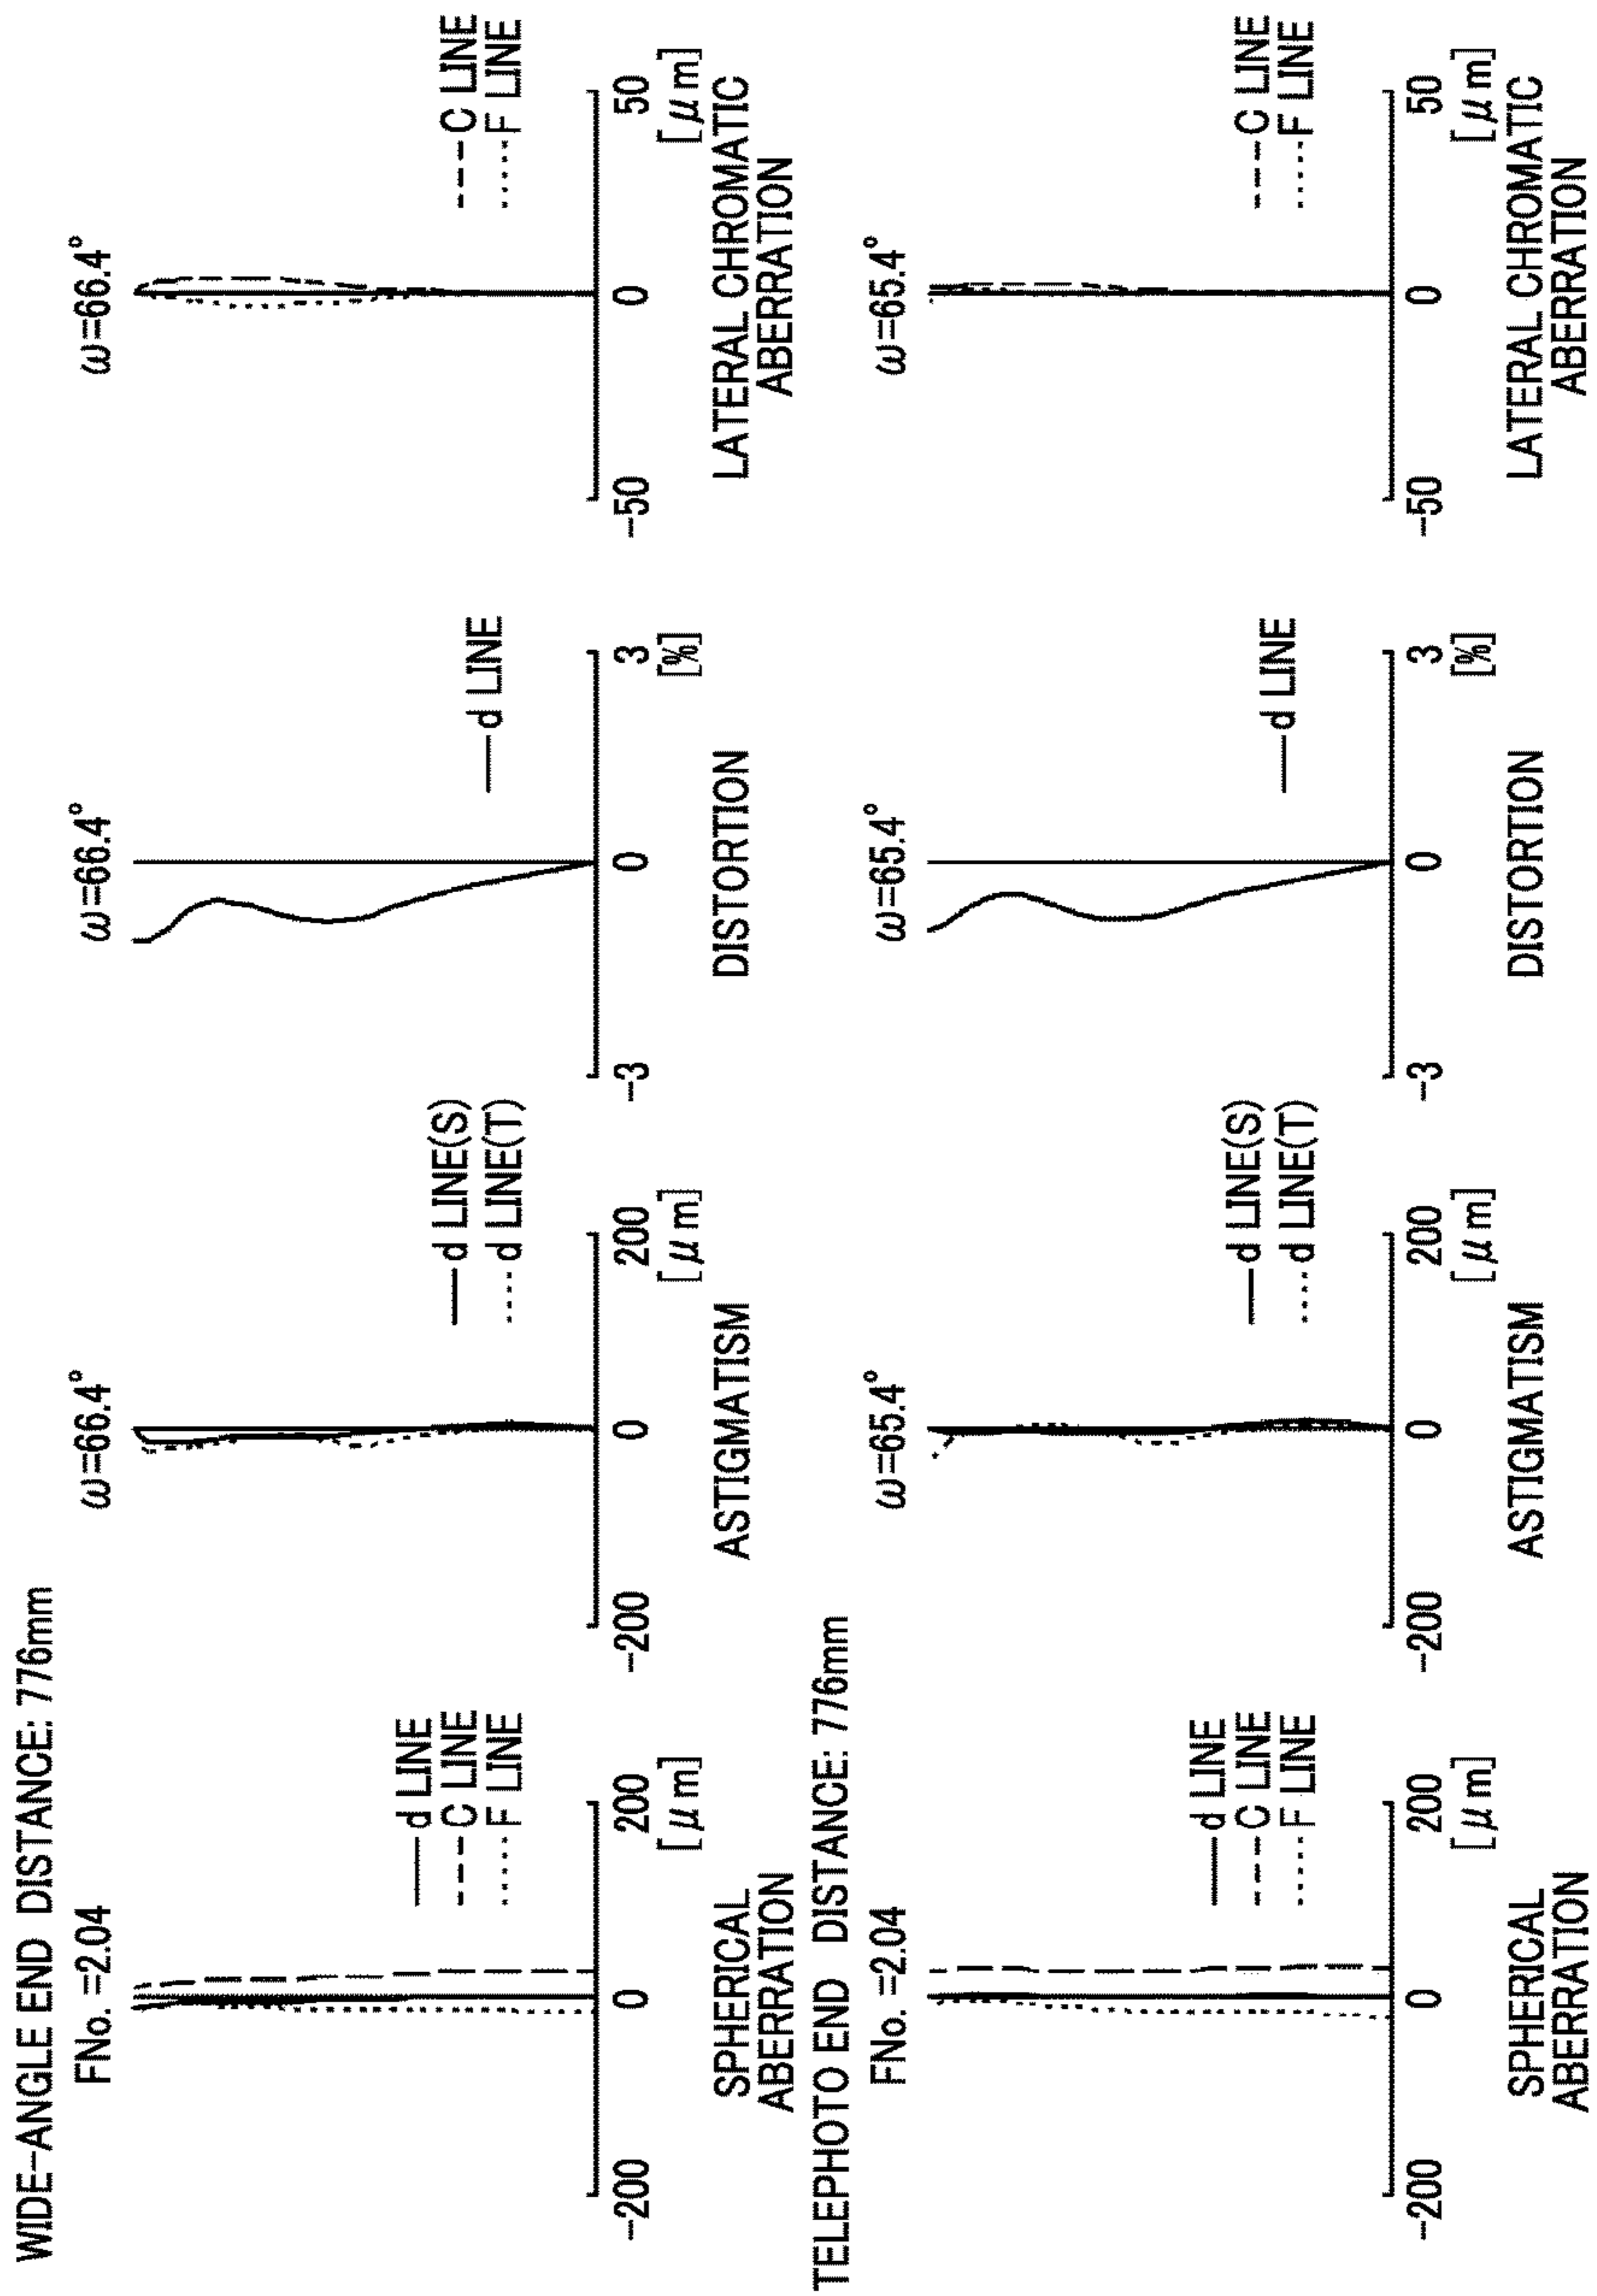 WIDE-ANGLE END  DISTANCE: 776mm
FNo. =2.04
d LINE
C LINE
F LINE
-200
0
200
[μm]
SPHERICAL
ABERRATION
ω=66.4°
d LINE(S)
d LINE(T)
-200
0
200
[μm]
ASTIGMATISM
ω=66.4°
d LINE
-3
0
3
[%]
DISTORTION
ω=66.4°
C LINE
F LINE
-50
0
50
[μm]
LATERAL CHROMATIC
ABERRATION
TELEPHOTO END  DISTANCE: 776mm
FNo. =2.04
d LINE
C LINE
F LINE
-200
0
200
[μm]
SPHERICAL
ABERRATION
ω=65.4°
d LINE(S)
d LINE(T)
-200
0
200
[μm]
ASTIGMATISM
ω=65.4°
d LINE
-3
0
3
[%]
DISTORTION
ω=65.4°
C LINE
F LINE
-50
0
50
[μm]
LATERAL CHROMATIC
ABERRATION